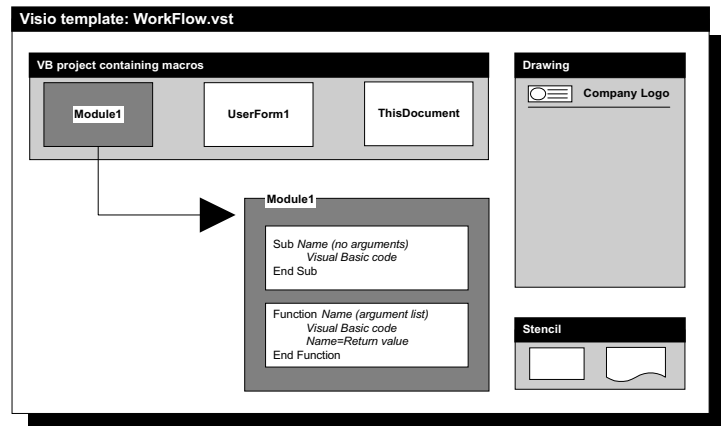 Visio template: WorkFlow.vst
VB project containing macros
Module1
UserForm1
ThisDocument
Module1
Sub Name (no arguments)
Visual Basic code
End Sub
Function Name (argument list)
Visual Basic code
Name=Return value
End Function
Drawing
Company Logo
Stencil